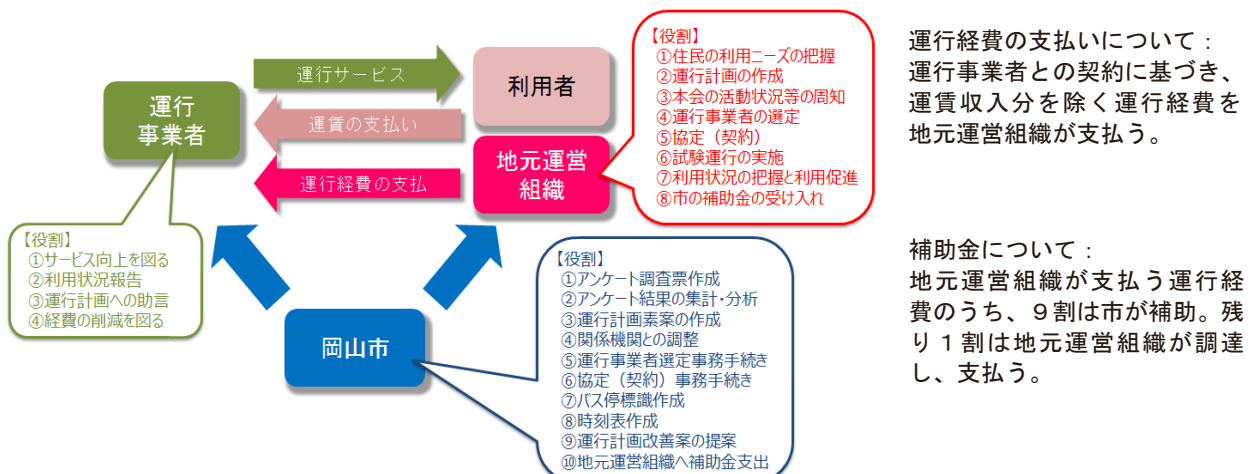 運行
事業者
運行サービス
運賃の支払い
運行経費の支払
利用者
地元運営
組織
【役割】
①住民の利用ニーズの把握
②運行計画の作成
③本会の活動状況等の周知
④運行事業者の選定
⑤協定（契約）
⑥試験運行の実施
⑦利用状況の把握と利用促進
⑧市の補助金の受け入れ
運行経費の支払いについて：
運行事業者との契約に基づき、
運賃収入分を除く運行経費を
地元運営組織が支払う。
【役割】
①サービス向上を図る
②利用状況報告
③運行計画への助言
④経費の削減を図る
岡山市
【役割】
①アンケート調査票作成
②アンケート結果の集計・分析
③運行計画素案の作成
④関係機関との調整
⑤運行事業者選定事務手続き
⑥協定（契約）事務手続き
⑦バス停標識作成
⑧時刻表作成
⑨運行計画改善案の提案
⑩地元運営組織へ補助金支出
補助金について：
地元運営組織が支払う運行経
費のうち、９割は市が補助。残
り１割は地元運営組織が調達
し、支払う。